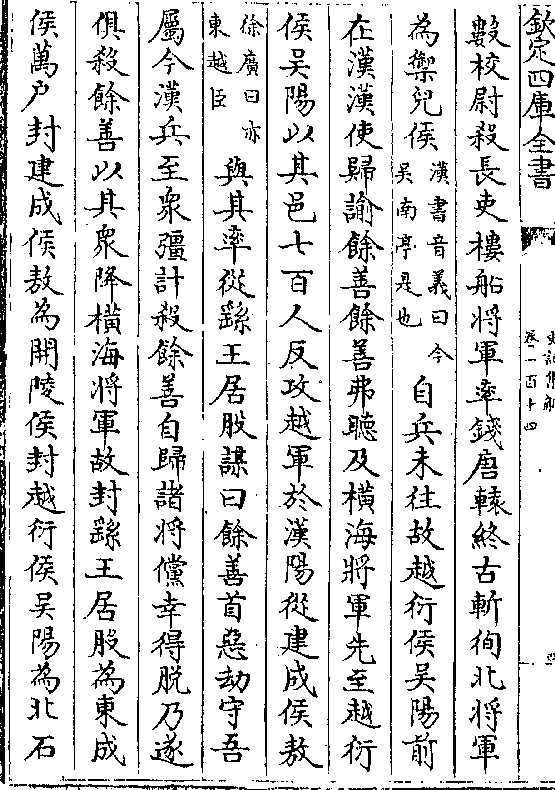 欽定四庫全書
史記集解
卷一百十四
數校尉殺長吏樓船將軍率錢唐轅終古斬徇北將軍
為禦兒侯漢書音義曰今吳南亭是也自兵未往故越衍侯吳陽前
在漢漢使歸諭餘善餘善弗聽及橫海將軍先至越衍
侯吳陽以其邑七百人反攻越軍於漢陽從建成侯敖
徐廣曰亦東越臣與其率從繇王居股謀曰餘善首惡劫守吾
屬今漢兵至衆彊計殺餘善自歸諸將儻幸得脫乃遂
俱殺餘善以其衆降橫海將軍故封繇王居股為東成
侯萬户封建成侯敖為開陵侯封越衍侯吳陽為北石